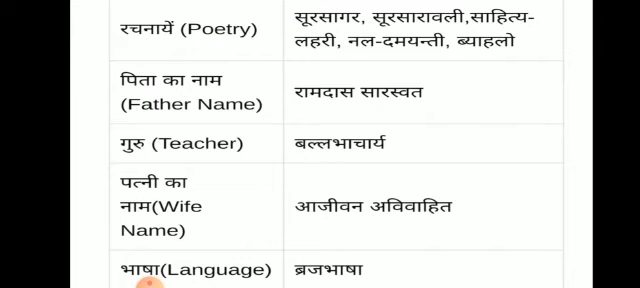 रचनायें (Poetry)
सूरसागर, सूरसारावली,साहित्य-
लहरी, नल-दमयन्ती, ब्याहलो
पिता का नाम
(Father Name)
रामदास सारस्वत
गुरु (Teacher)
बल्लभाचार्य
पत्नी का
नाम(Wife
Name)
आजीवन अविवाहित
भाषा(Language)
ब्रजभाषा